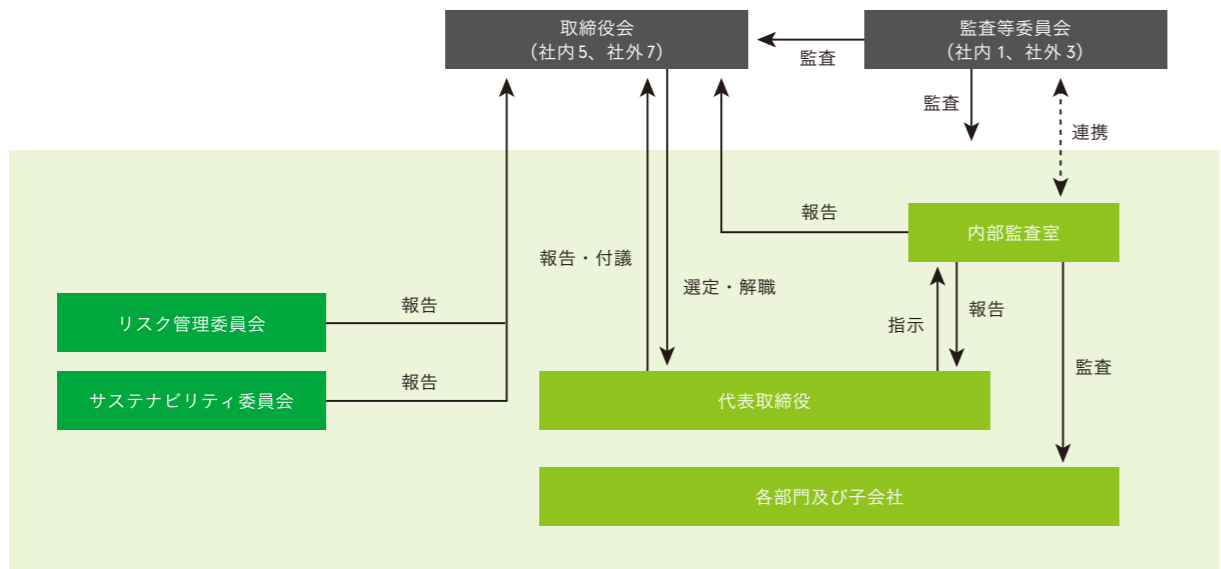 取締役会
（社内5、社外7）
監査等委員会
（社内1、社外3）
監査
監査
連携
報告
内部監査室
報告・付議
選定・解職
報告
リスク管理委員会
指示
報告
監査
報告
サステナビリティ委員会
代表取締役
各部門及び子会社